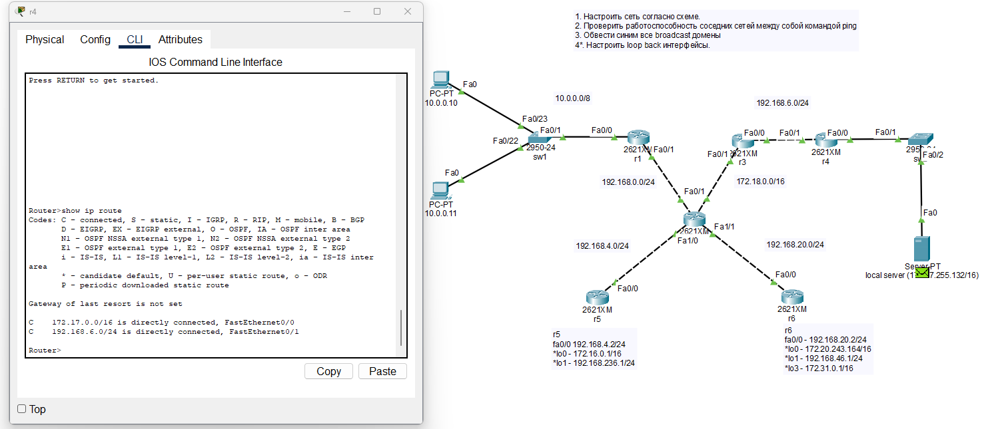 r4
Physical Config CLI Attributes
IOS Command Line Interface
Press RETURN to get started.
Router>show ip route
Codes: C - connected, S - static, I - IGRP, R - RIP, M - mobile, B - BGP
D - EIGRP, EX - EIGRP external, O - OSPF, IA - OSPF inter area
N1 - OSPF NSSA external type 1, N2 - OSPF NSSA external type 2
E1 - OSPF external type 1, E2 - OSPF external type 2, E - EGP
i - IS-IS, L1 - IS-IS level-1, L2 - IS-IS level-2, ia - IS-IS inter
area
* - candidate default, U - per-user static route, o - ODR
P - periodic downloaded static route
Gateway of last resort is not set
C 172.17.0.0/16 is directly connected, FastEthernet0/0
C 192.168.6.0/24 is directly connected, FastEthernet0/1
Router>
Copy Paste
Top
1. Настроить сеть согласно схеме.
2. Проверить работоспособность соседних сетей между собой командой ping
3. Обвести синим все broadcast домены
4*. Настроить loop back интерфейсы.
Fa0
PC-PT
10.0.0.10
10.0.0.0/8
192.168.6.0/24
Fa0/23
Fa0/1
Fa0/0
Fa0/22
2950-24
sw1
2621XM
r1
Fa0/1
Fa0/0
Fa0/1
Fa0/1
2621XM
r3
Fa0/0
2621XM
r4
Fa0/1
Fa0/2
Fa0
PC-PT
10.0.0.11
192.168.0.0/24
172.18.0.0/16
Fa0/1
2621XM
Fa1/0
Fa1/1
192.168.4.0/24
192.168.20.0/24
Fa0
Server-PT
local server
Fa0/0
2621XM
r5
Fa0/0
2621XM
r6
r5
fa0/0 192.168.4.2/24
*lo0 - 172.16.0.1/16
*lo1 - 192.168.236.1/24
r6
fa0/0 - 192.168.20.2/24
*lo0 - 172.20.243.164/16
*lo1 - 192.168.46.1/24
*lo3 - 172.31.0.1/16